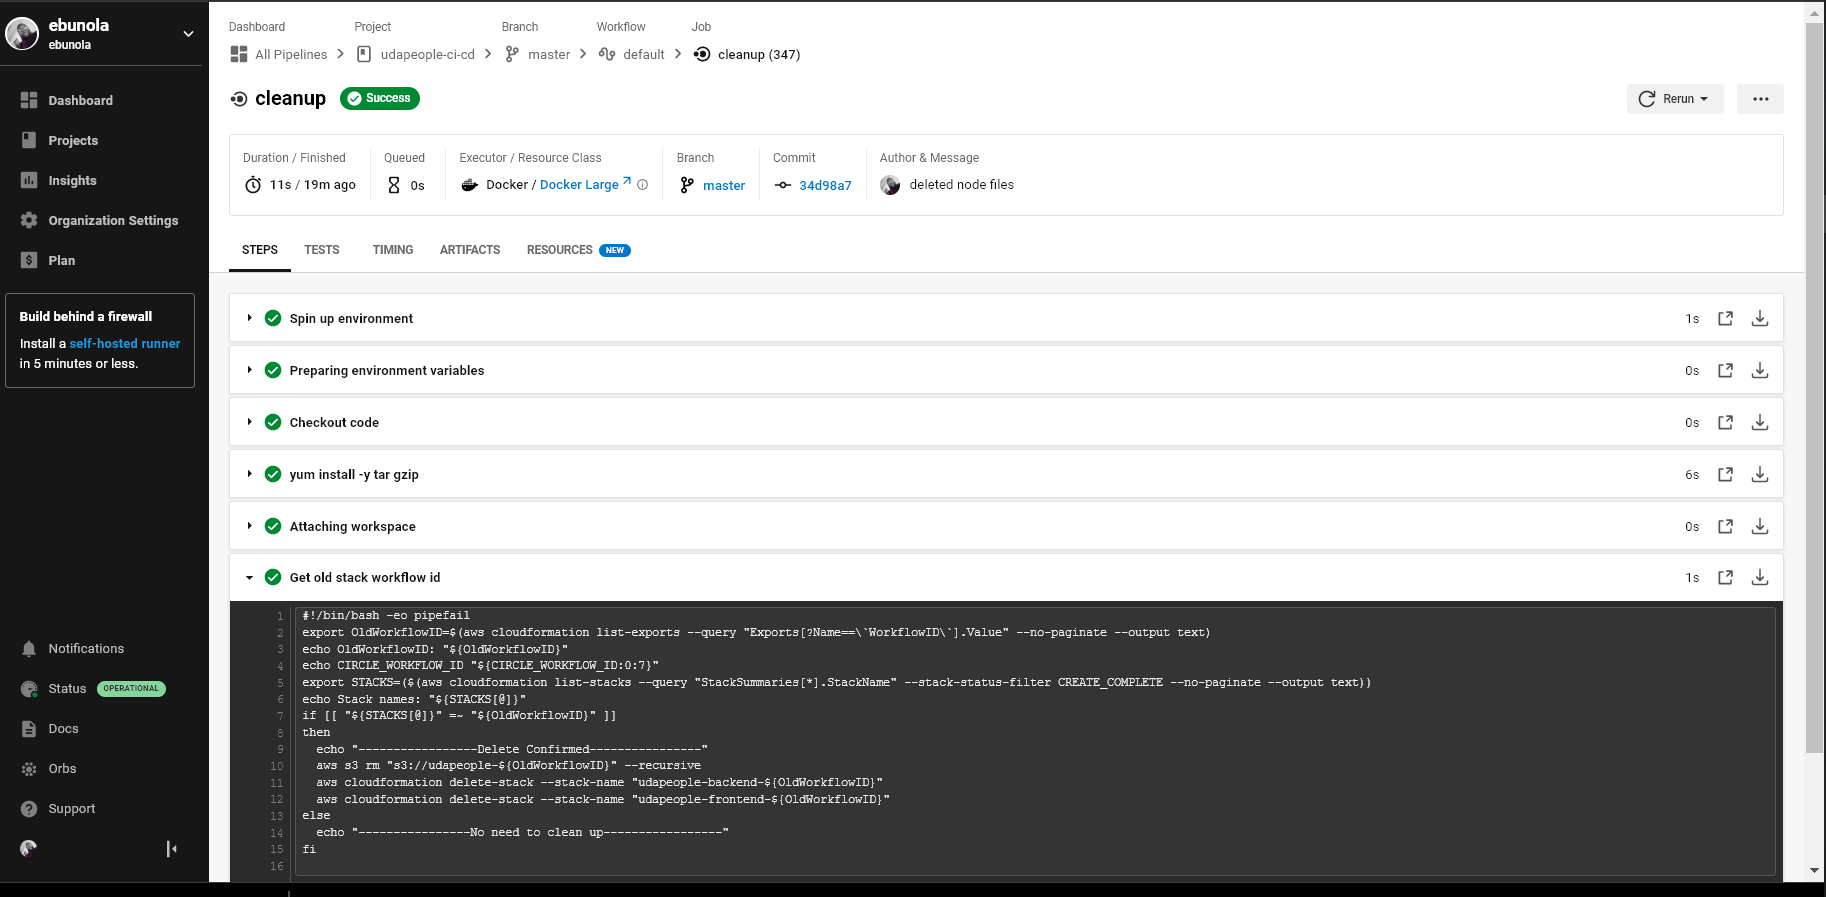 ebunola
ebunola
Dashboard
Projects
Insights
Organization Settings
Plan
Build behind a firewall
Install a self-hosted runner
in 5 minutes or less.
Notifications
Status OPERATIONAL
Docs
Orbs
Support
Dashboard Project Branch Workflow Job
All Pipelines udapeople-ci-cd master default cleanup (347)
cleanup Success
Rerun
Duration / Finished Queued Executor / Resource Class Branch Commit Author & Message
11s / 19m ago 0s Docker / Docker Large master 34d98a7 deleted node files
STEPS TESTS TIMING ARTIFACTS RESOURCES NEW
Spin up environment 1s
Preparing environment variables 0s
Checkout code 0s
yum install -y tar gzip 6s
Attaching workspace 0s
Get old stack workflow id 1s
1 #!/bin/bash -eo pipefail
2 export OldWorkflowID=$(aws cloudformation list-exports --query "Exports[?Name==\`WorkflowID\`].Value" --no-paginate --output text)
3 echo OldWorkflowID: "${OldWorkflowID}"
4 echo CIRCLE_WORKFLOW_ID "${CIRCLE_WORKFLOW_ID:0:7}"
5 export STACKS=($(aws cloudformation list-stacks --query "StackSummaries[*].StackName" --stack-status-filter CREATE_COMPLETE --no-paginate --output text))
6 echo Stack names: "${STACKS[@]}"
7 if [[ "${STACKS[@]}" =~ "${OldWorkflowID}" ]]
8 then
9   echo "-----------------Delete Confirmed----------------"
10   aws s3 rm "s3://udapeople-${OldWorkflowID}" --recursive
11   aws cloudformation delete-stack --stack-name "udapeople-backend-${OldWorkflowID}"
12   aws cloudformation delete-stack --stack-name "udapeople-frontend-${OldWorkflowID}"
13 else
14   echo "----------------No need to clean up-----------------"
15 fi
16